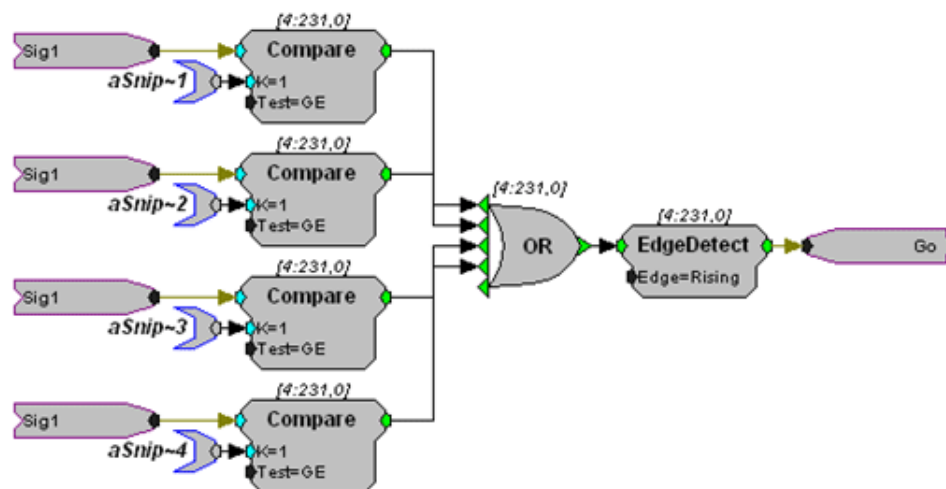 [4:231,0]
Sig1
Compare
aSnip~1
K=1
Test=GE
[4:231,0]
Sig1
Compare
aSnip~2
K=1
Test=GE
[4:231,0]
OR
[4:231,0]
EdgeDetect
Edge=Rising
Go
[4:231,0]
Sig1
Compare
aSnip~3
K=1
Test=GE
[4:231,0]
Sig1
Compare
aSnip~4
K=1
Test=GE